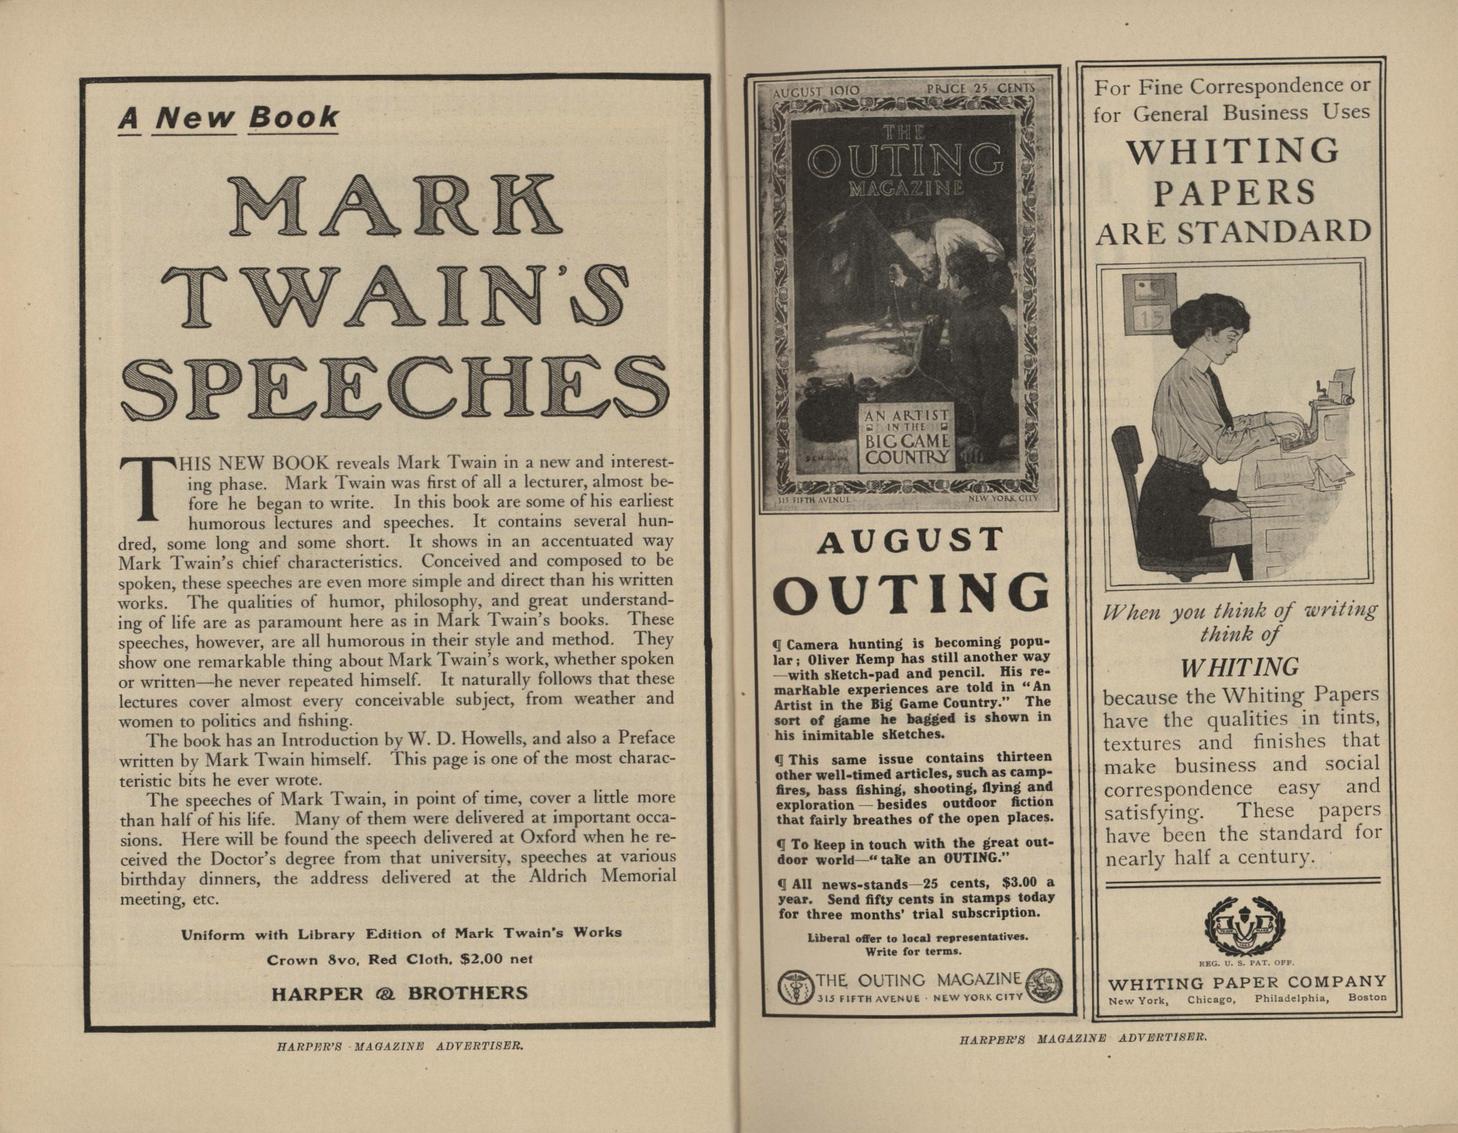 A New Book
MARK
TWAIN'S
SPEECHES
THIS NEW BOOK reveals Mark Twain in a new and interest-
ing phase. Mark Twain was first of all a lecturer, almost be-
fore he began to write. In this book are some of his earliest
humorous lectures and speeches. It contains several hun-
dred, some long and some short. It shows in an accentuated way
Mark Twain's chief characteristics. Conceived and composed to be
spoken, these speeches are even more simple and direct than his written
works. The qualities of humor, philosophy, and great understand-
ing of life are as paramount here as in Mark Twain's books. These
speeches, however, are all humorous in their style and method. They
show one remarkable thing about Mark Twain's work, whether spoken
or written—he never repeated himself. It naturally follows that these
lectures cover almost every conceivable subject, from weather and
women to politics and fishing.
The book has an Introduction by W. D. Howells, and also a Preface
written by Mark Twain himself. This page is one of the most charac-
teristic bits he ever wrote.
The speeches of Mark Twain, in point of time, cover a little more
than half of his life. Many of them were delivered at important occa-
sions. Here will be found the speech delivered at Oxford when he re-
ceived the Doctor's degree from that university, speeches at various
birthday dinners, the address delivered at the Aldrich Memorial
meeting, etc.
Uniform with Library Edition of Mark Twain's Works
Crown 8vo, Red Cloth, $2.00 net
HARPER & BROTHERS
HARPER'S MAGAZINE ADVERTISER.
AUGUST 1910 PRICE 25 CENTS
THE
OUTING
MAGAZINE
AN ARTIST
IN THE
BIG GAME
COUNTRY
315 FIFTH AVENUE NEW YORK CITY
AUGUST
OUTING
¶ Camera hunting is becoming popu-
lar; Oliver Kemp has still another way
—with sketch-pad and pencil. His re-
markable experiences are told in "An
Artist in the Big Game Country." The
sort of game he bagged is shown in
his inimitable sketches.
¶ This same issue contains thirteen
other well-timed articles, such as camp-
fires, bass fishing, shooting, flying and
exploration — besides outdoor fiction
that fairly breathes of the open places.
¶ To keep in touch with the great out-
door world—"take an OUTING."
¶ All news-stands—25 cents, $3.00 a
year. Send fifty cents in stamps today
for three months' trial subscription.
Liberal offer to local representatives.
Write for terms.
THE OUTING MAGAZINE
315 FIFTH AVENUE · NEW YORK CITY
For Fine Correspondence or
for General Business Uses
WHITING
PAPERS
ARE STANDARD
15
When you think of writing
think of
WHITING
because the Whiting Papers
have the qualities in tints,
textures and finishes that
make business and social
correspondence easy and
satisfying. These papers
have been the standard for
nearly half a century.
REG. U. S. PAT. OFF.
WHITING PAPER COMPANY
New York, Chicago, Philadelphia, Boston
HARPER'S MAGAZINE ADVERTISER.